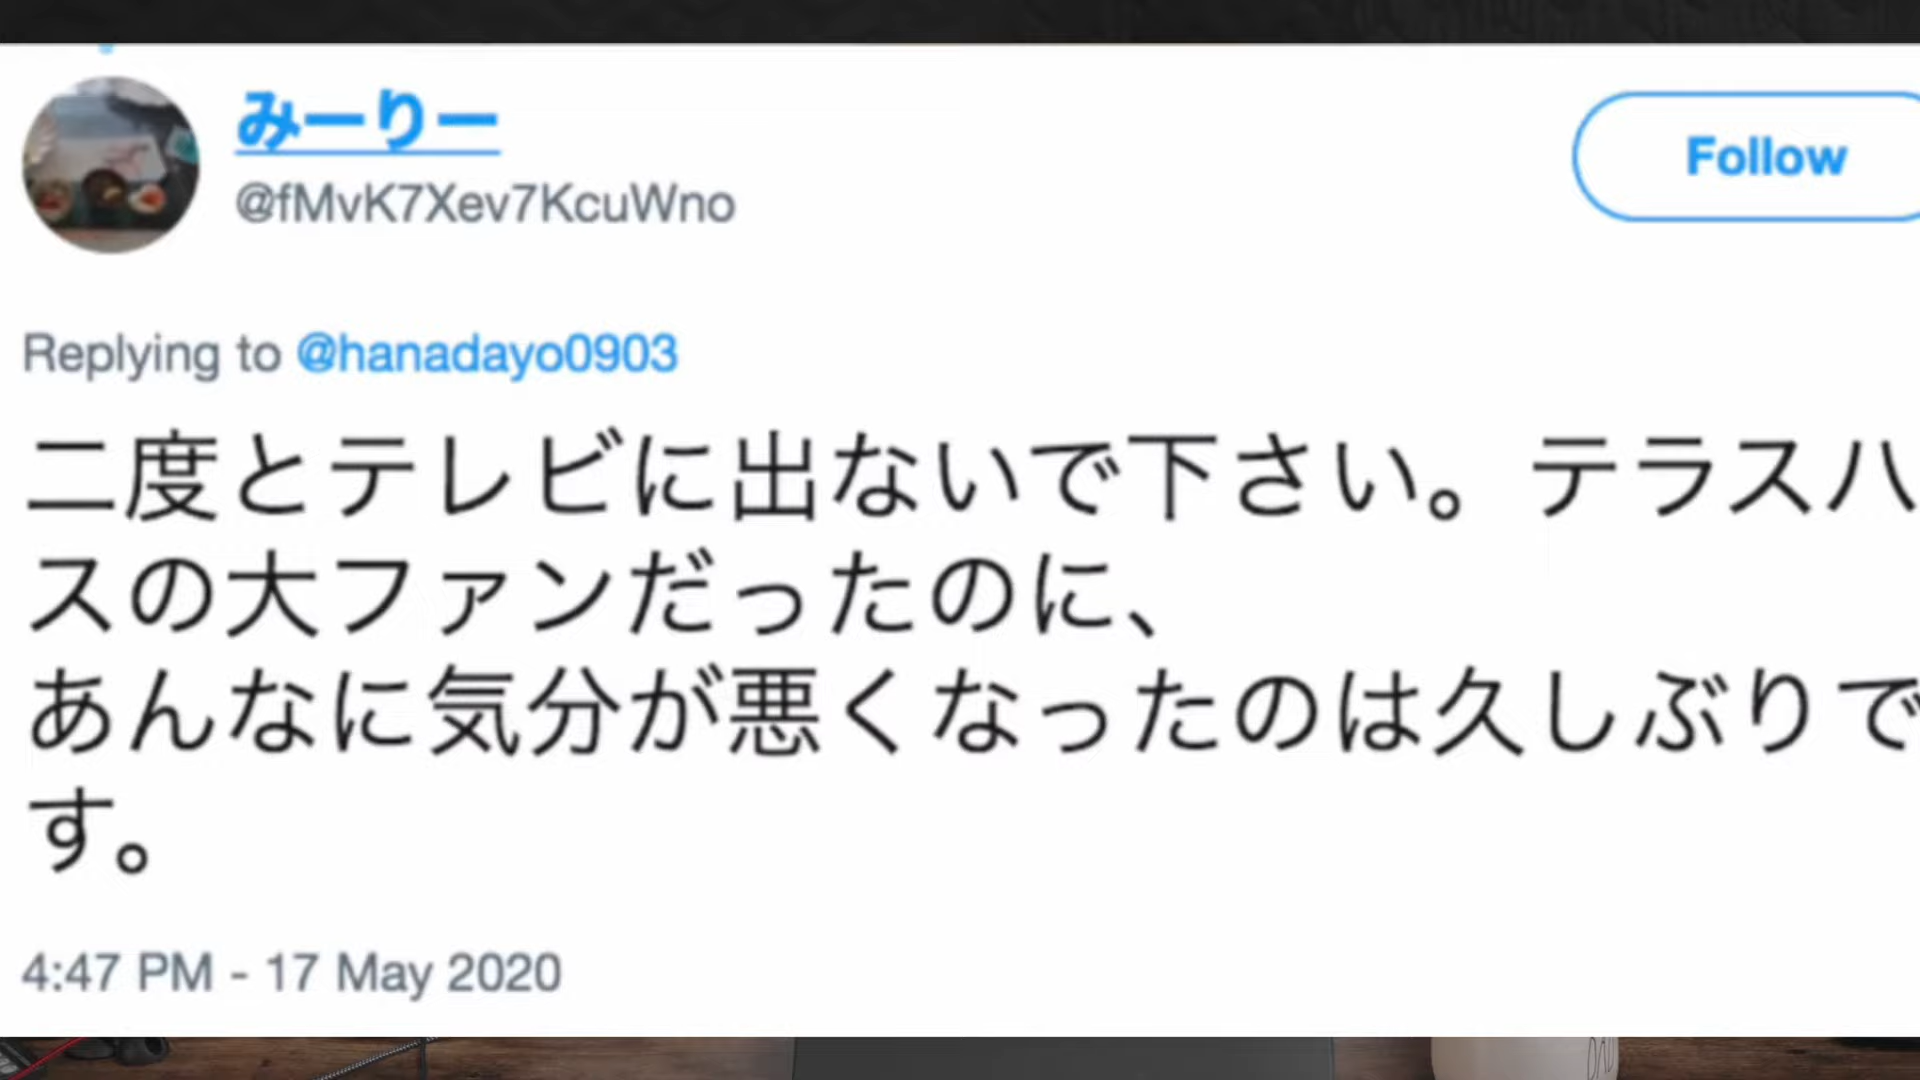 みーりー
@fMvK7Xev7KcuWno
Follow
Replying to @hanadayo0903
二度とテレビに出ないで下さい。テラスハ
スの大ファンだったのに、
あんなに気分が悪くなったのは久しぶりで
す。
4:47 PM - 17 May 2020